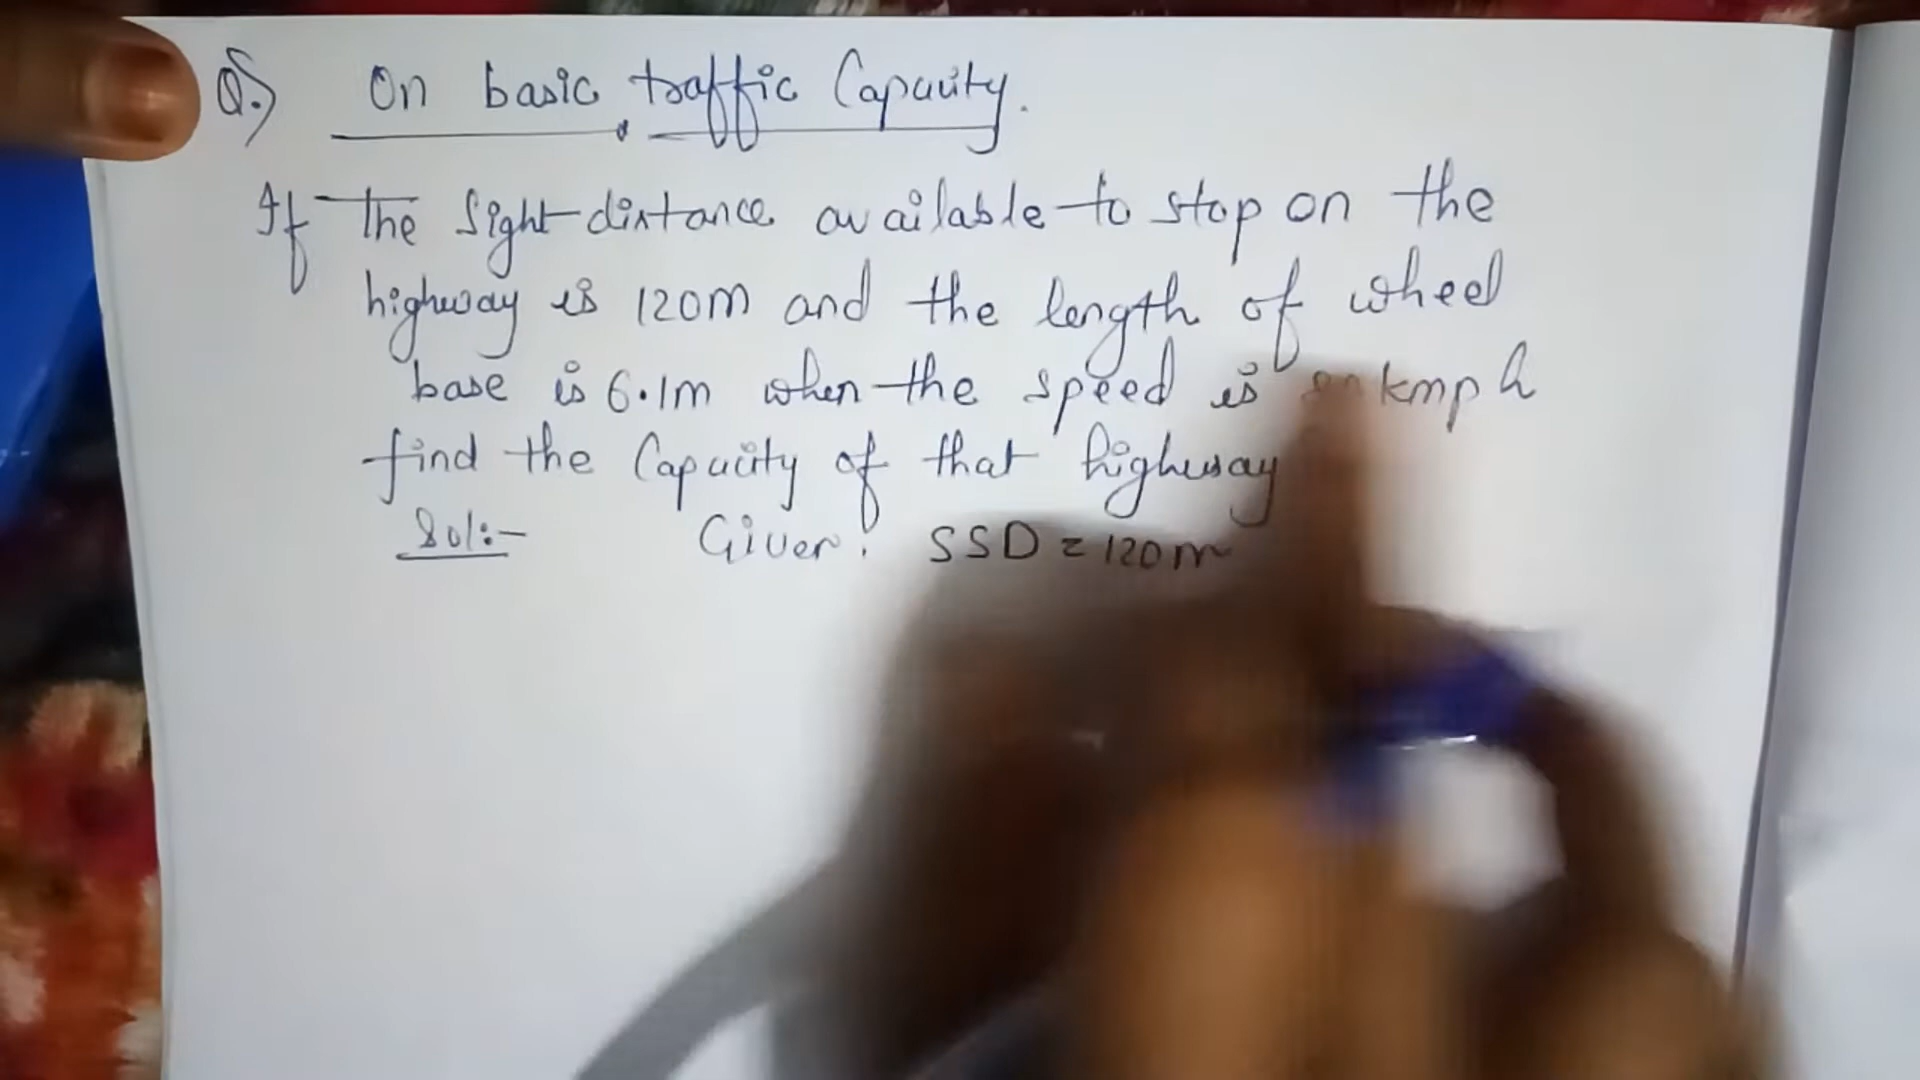 Q.) On basic traffic Capacity.
If the sight distance available to stop on the
highway is 120m and the length of wheel
base is 6.1m when the speed is kmph
find the Capacity of that highway
Sol:- Given: SSD = 120m